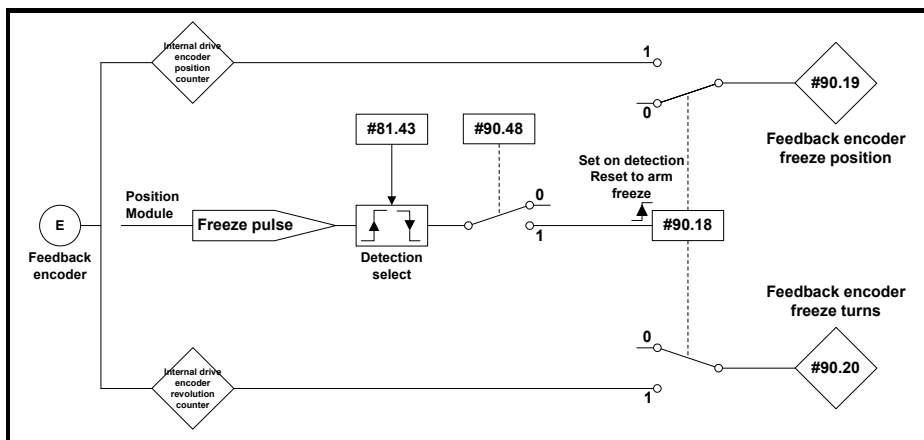 Internal drive
encoder
position
counter
1
0
#90.19
Feedback encoder
freeze position
#81.43
#90.48
Set on detection
Reset to arm
freeze
Position
Module
E
Feedback
encoder
Freeze pulse
Detection
select
0
1
#90.18
Feedback encoder
freeze turns
0
1
#90.20
Internal drive
encoder
revolution
counter